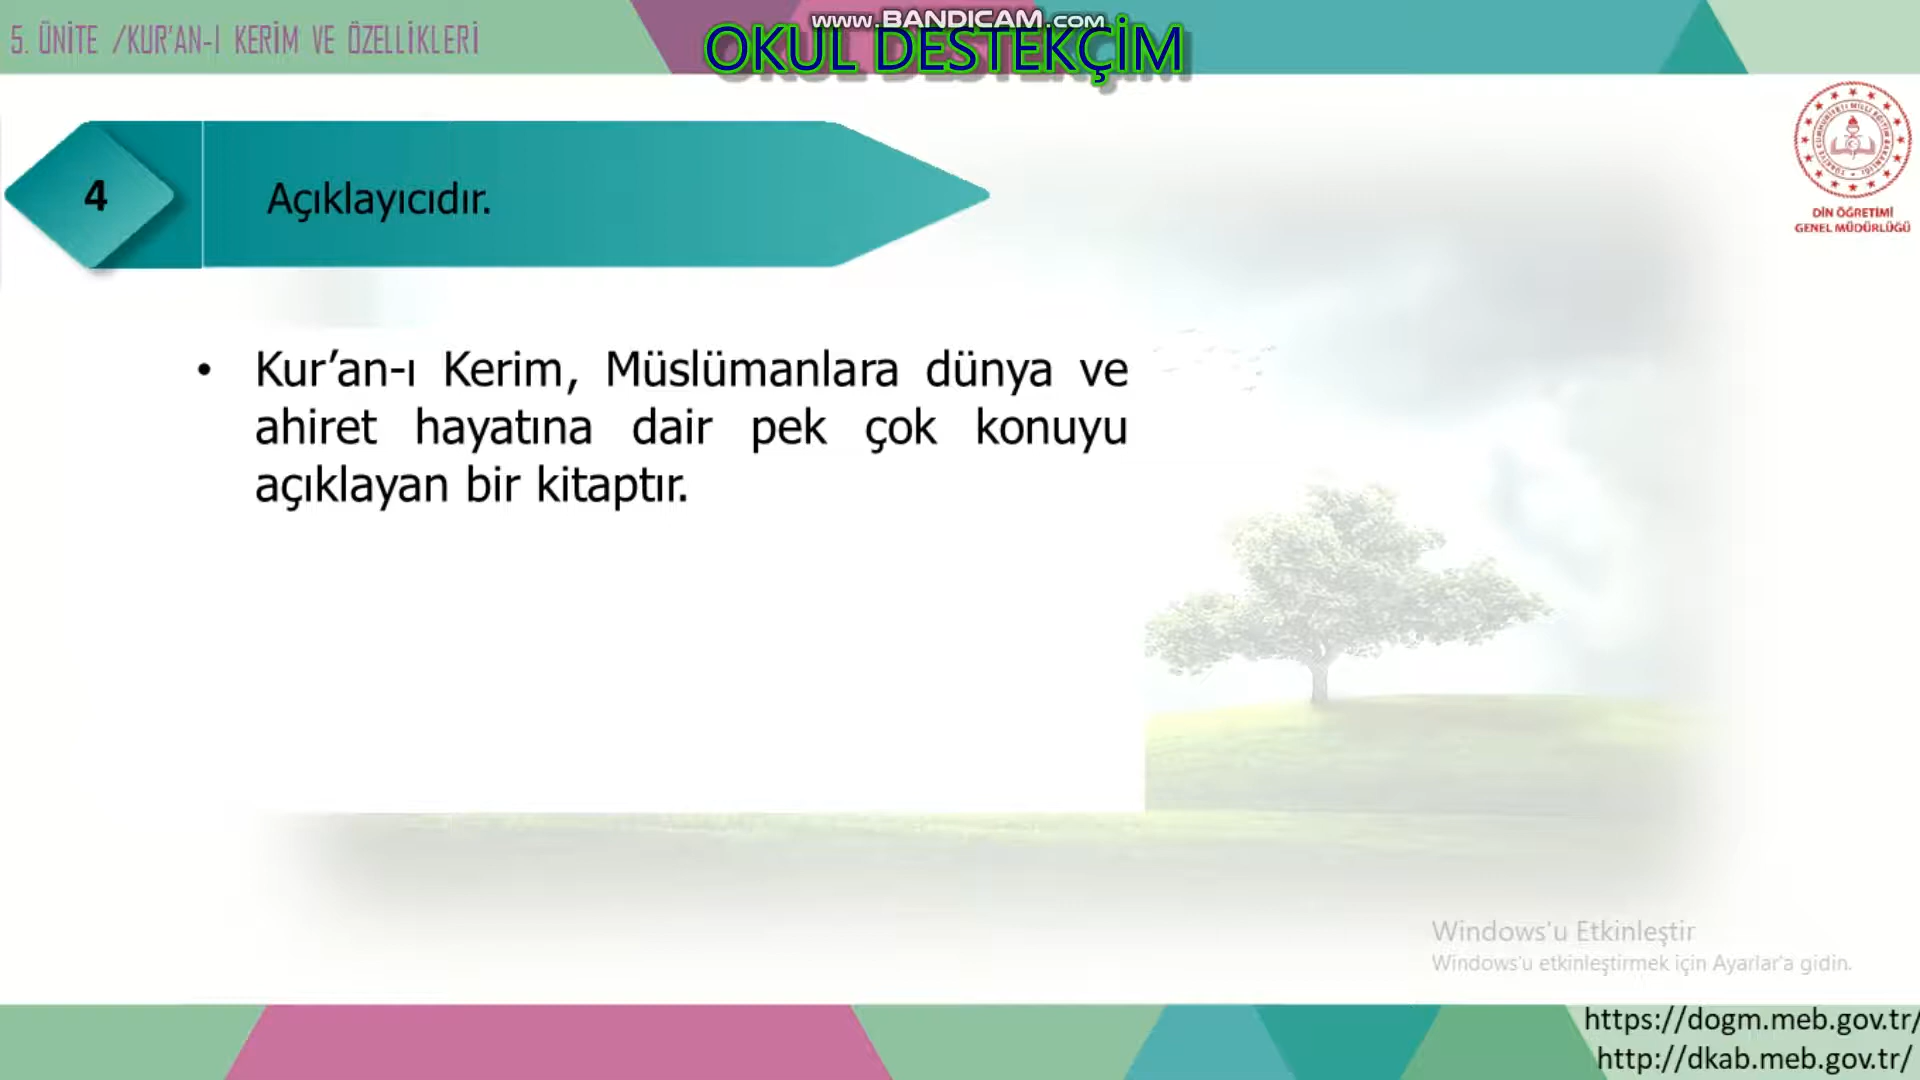 www.BANDICAM.com
5. ÜNİTE /KUR'AN-I KERİM VE ÖZELLİKLERİ
OKUL DESTEKÇİM
4
Açıklayıcıdır.
DİN ÖĞRETİMİ
GENEL MÜDÜRLÜĞÜ
• Kur’an-ı Kerim, Müslümanlara dünya ve
ahiret hayatına dair pek çok konuyu
açıklayan bir kitaptır.
Windows'u Etkinleştir
Windows'u etkinleştirmek için Ayarlar'a gidin.
https://dogm.meb.gov.tr/
http://dkab.meb.gov.tr/